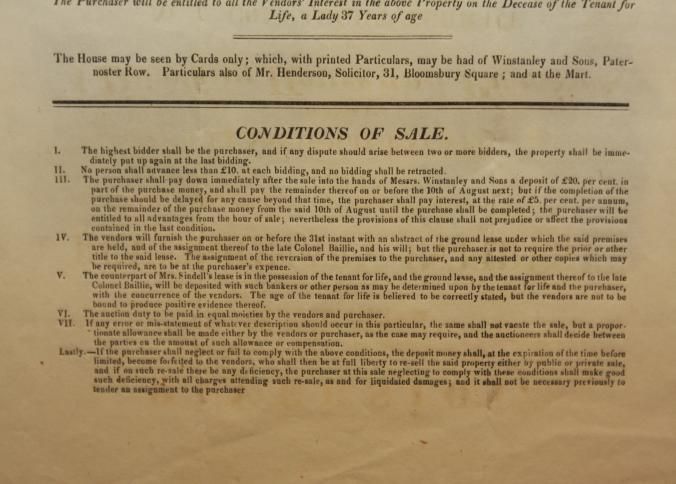 The Purchaser will be entitled to all the Vendors' Interest in the above Property on the Decease of the Tenant for
Life, a Lady 37 Years of age
The House may be seen by Cards only; which, with printed Particulars, may be had of Winstanley and Sons, Pater-
noster Row. Particulars also of Mr. Henderson, Solicitor, 31, Bloomsbury Square; and at the Mart.
CONDITIONS OF SALE.
I. The highest bidder shall be the purchaser, and if any dispute should arise between two or more bidders, the property shall be imme-
diately put up again at the last bidding.
II. No person shall advance less than £10. at each bidding, and no bidding shall be retracted.
III. The purchaser shall pay down immediately after the sale into the hands of Messrs. Winstanley and Sons a deposit of £20. per cent. in
part of the purchase money, and shall pay the remainder thereof on or before the 10th of August next; but if the completion of the
purchase should be delayed for any cause beyond that time, the purchaser shall pay interest, at the rate of £5. per cent. per annum,
on the remainder of the purchase money from the said 10th of August until the purchase shall be completed; the purchaser will be
entitled to all advantages from the hour of sale; nevertheless the provisions of this clause shall not prejudice or affect the provisions
contained in the last condition.
IV. The vendors will furnish the purchaser on or before the 31st instant with an abstract of the ground lease under which the said premises
are held, and of the assignment thereof to the late Colonel Baillie, and his will; but the purchaser is not to require the prior or other
title to the said lease. The assignment of the reversion of the premises to the purchaser, and any attested or other copies which may
be required, are to be at the purchaser's expence.
V. The counterpart of Mrs. Sindell's lease is in the possession of the tenant for life, and the ground lease, and the assignment thereof to the late
Colonel Baillie, will be deposited with such bankers or other person as may be determined upon by the tenant for life and the purchaser,
with the concurrence of the vendors. The age of the tenant for life is believed to be correctly stated, but the vendors are not to be
bound to produce positive evidence thereof.
VI. The auction duty to be paid in equal moieties by the vendors and purchaser.
VII. If any error or mis-statement of whatever description should occur in this particular, the same shall not vacate the sale, but a propor-
tionate allowance shall be made either by the vendors or purchaser, as the case may require, and the auctioneers shall decide between
the parties on the amount of such allowance or compensation.
Lastly.—If the purchaser neglect or fail to comply with the above conditions, the deposit money shall, at the expiration of the time before
limited, become forfeited to the vendors, who shall then be at full liberty to re-sell the said property either by public or private sale,
and if on such re-sale there be any deficiency, the purchaser at this sale neglecting to comply with these conditions shall make good
such deficiency, with all charges attending such re-sale, as and for liquidated damages; and it shall not be necessary previously to
tender an assignment to the purchaser